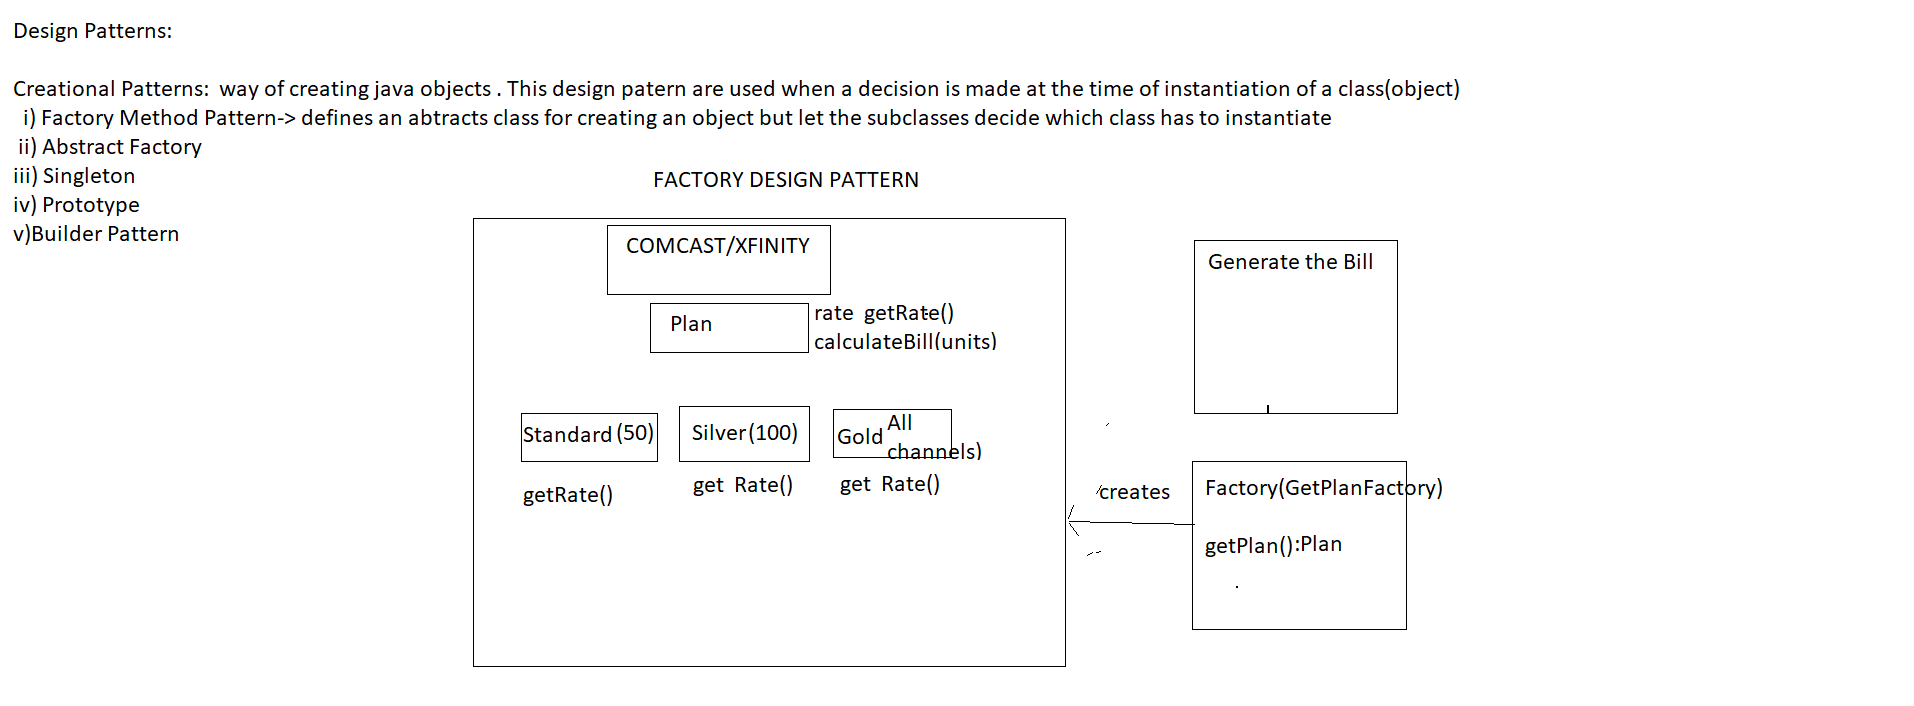 Design Patterns:
Creational Patterns:  way of creating java objects . This design patern are used when a decision is made at the time of instantiation of a class(object)
i) Factory Method Pattern-> defines an abtracts class for creating an object but let the subclasses decide which class has to instantiate
ii) Abstract Factory
iii) Singleton
iv) Prototype
v)Builder Pattern
FACTORY DESIGN PATTERN
COMCAST/XFINITY
Plan
rate  getRate()
calculateBill(units)
Standard (50)
Silver(100)
Gold
All
channels)
getRate()
get  Rate()
get  Rate()
Generate the Bill
creates
Factory(GetPlanFactory)
getPlan():Plan